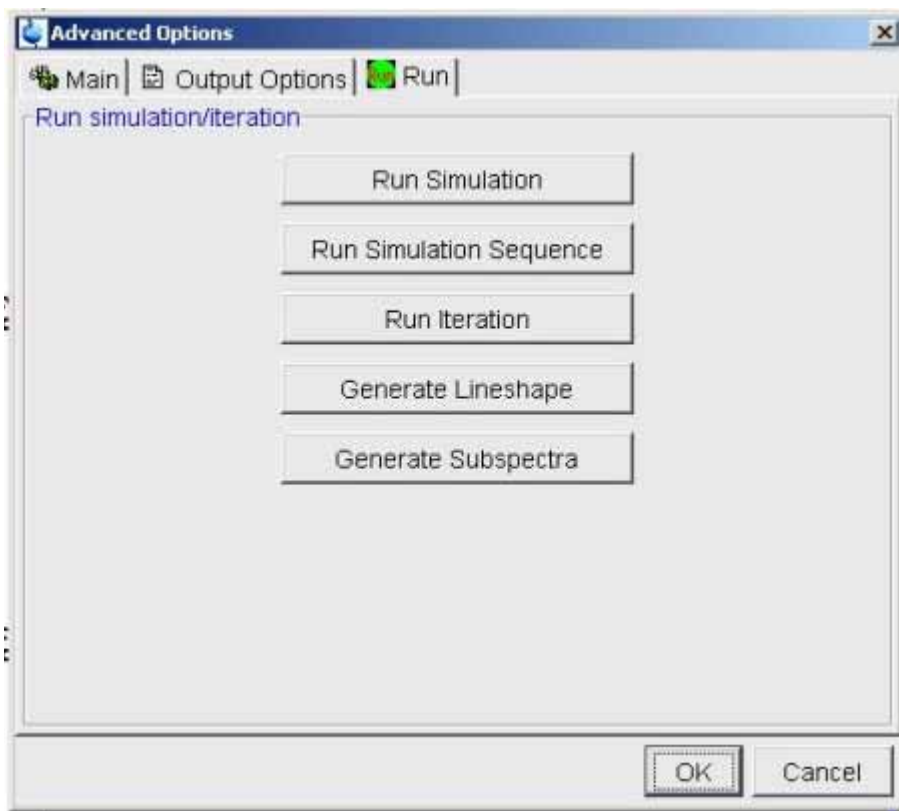 Advanced Options
Main Output Options Run
Run simulation/iteration
Run Simulation
Run Simulation Sequence
Run Iteration
Generate Lineshape
Generate Subspectra
OK Cancel